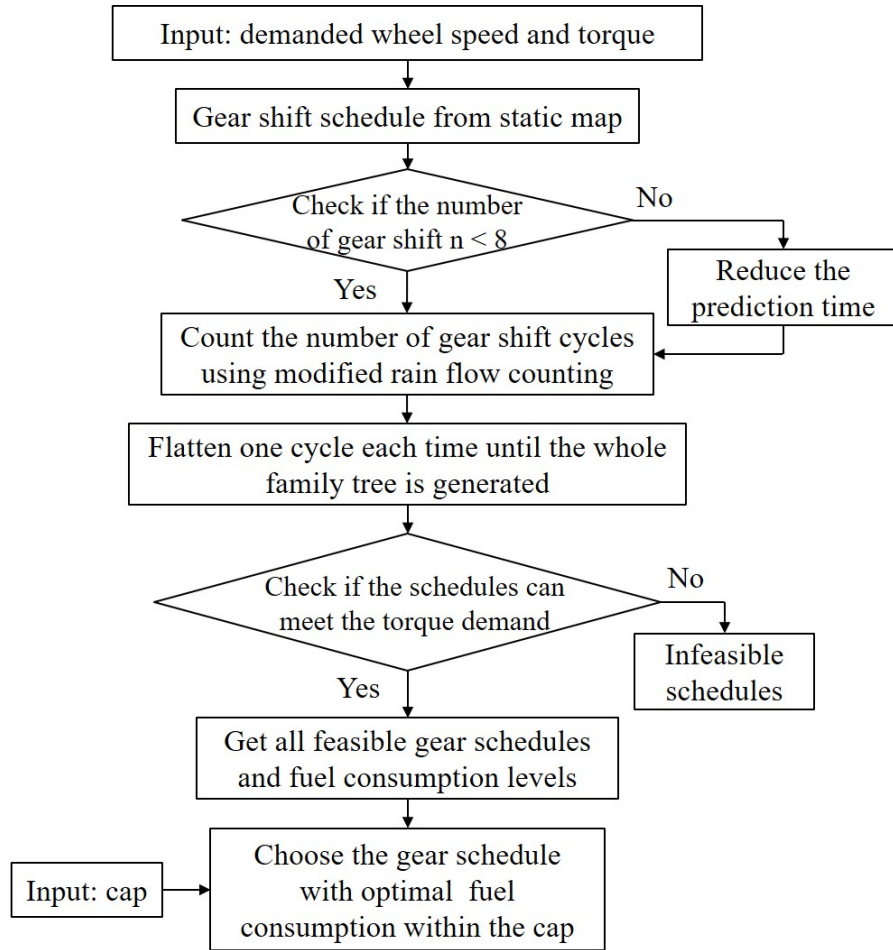 Input: demanded wheel speed and torque
Gear shift schedule from static map
Check if the number
of gear shift n < 8
No
Reduce the
prediction time
Yes
Count the number of gear shift cycles
using modified rain flow counting
Flatten one cycle each time until the whole
family tree is generated
Check if the schedules can
meet the torque demand
No
Infeasible
schedules
Yes
Get all feasible gear schedules
and fuel consumption levels
Input: cap
Choose the gear schedule
with optimal fuel
consumption within the cap